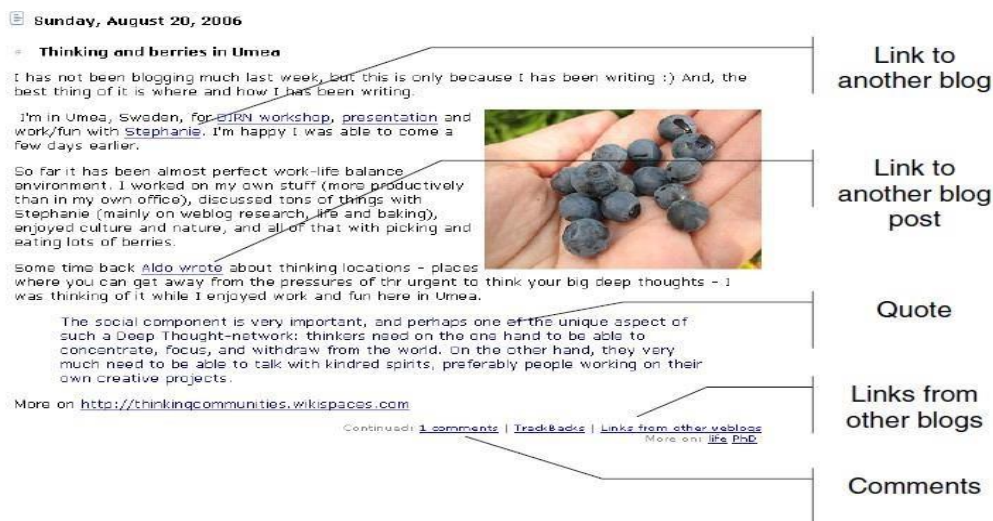 Sunday, August 20, 2006
Thinking and berries in Umea
I has not been blogging much last week, but this is only because I has been writing :) And, the
best thing of it is where and how I has been writing.
I'm in Umea, Sweden, for DIRN workshop, presentation and
work/fun with Stephanie. I'm happy I was able to come a
few days earlier.
So far it has been almost perfect work-life balance
environment. I worked on my own stuff (more productively
than in my own office), discussed tons of things with
Stephanie (mainly on weblog research, life and baking),
enjoyed culture and nature, and all of that with picking and
eating lots of berries.
Some time back Aldo wrote about thinking locations - places
where you can get away from the pressures of thr urgent to think your big deep thoughts - I
was thinking of it while I enjoyed work and fun here in Umea.
The social component is very important, and perhaps one of the unique aspect of
such a Deep Thought-network: thinkers need on the one hand to be able to
concentrate, focus, and withdraw from the world. On the other hand, they very
much need to be able to talk with kindred spirits, preferably people working on their
own creative projects.
More on http://thinkingcommunities.wikispaces.com
Continued: 1 comments | TrackBacks | Links from other weblogs
More on: life PhD
Link to
another blog
Link to
another blog
post
Quote
Links from
other blogs
Comments